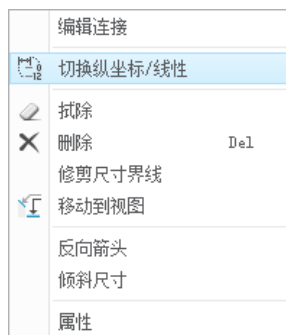 编辑连接
切换纵坐标/线性
拭除
删除 Del
修剪尺寸界线
移动到视图
反向箭头
倾斜尺寸
属性